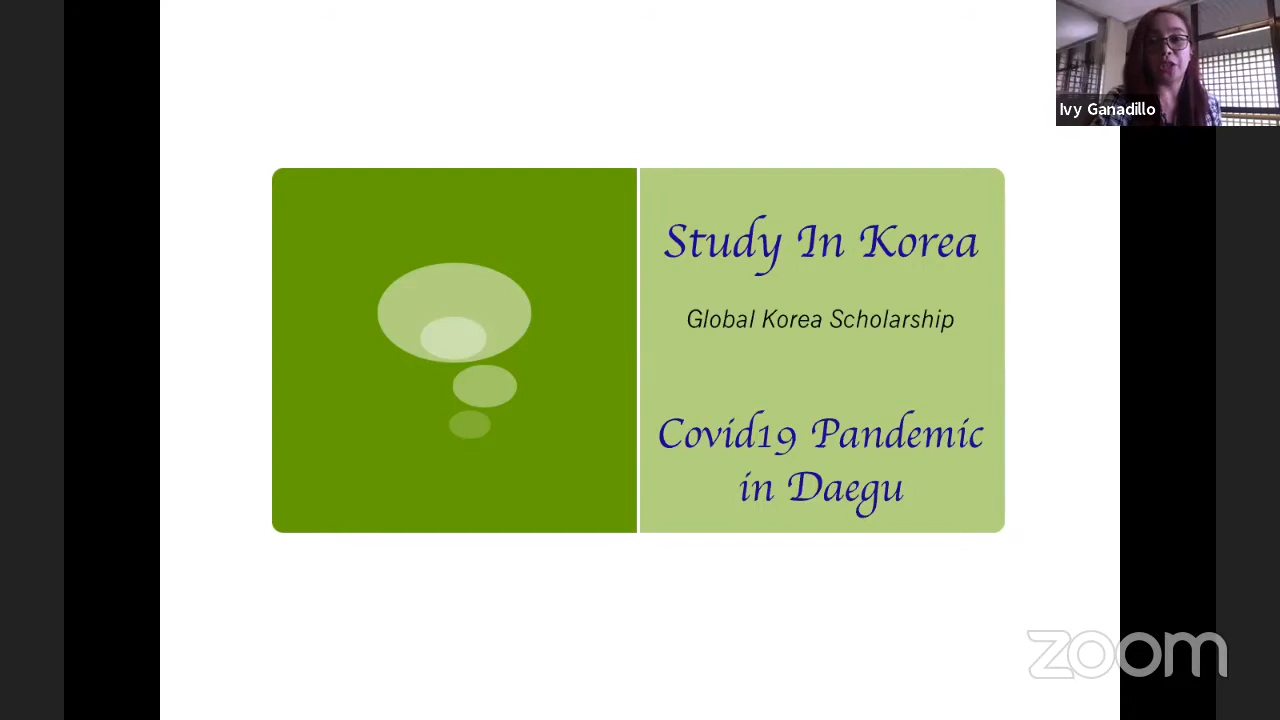 Ivy Ganadillo
Study In Korea
Global Korea Scholarship
Covid19 Pandemic
in Daegu
zoom